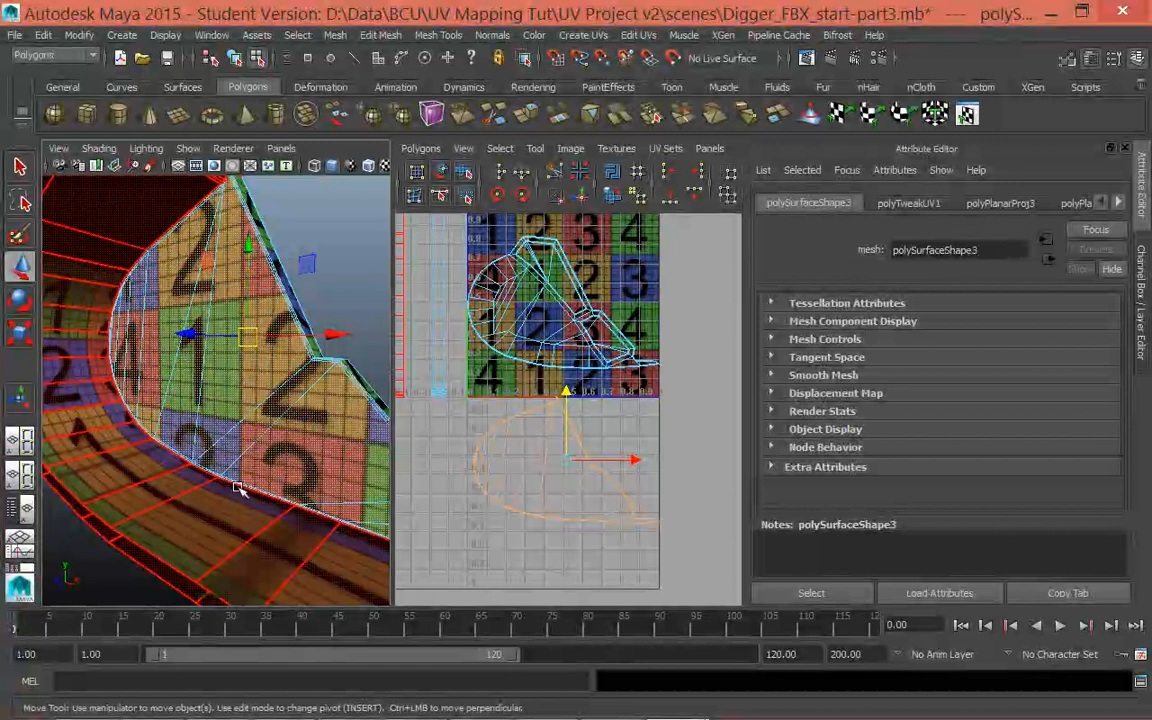 Autodesk Maya 2015 - Student Version: D:\Data\BCU\UV Mapping Tut\UV Project v2\scenes\Digger_FBX_start-part3.mb* --- polyS...
File Edit Modify Create Display Window Assets Select Mesh Edit Mesh Mesh Tools Normals Color Create UVs Edit UVs Muscle XGen Pipeline Cache Bifrost Help
Polygons No Live Surface
General Curves Surfaces Polygons Deformation Animation Dynamics Rendering PaintEffects Toon Muscle Fluids Fur nHair nCloth Custom XGen Scripts
View Shading Lighting Show Renderer Panels
Polygons View Select Tool Image Textures UV Sets Panels
Attribute Editor
List Selected Focus Attributes Show Help
polySurfaceShape3 polyTweakUV1 polyPlanarProj3 polyPla
mesh: polySurfaceShape3
Focus
Hide
Tessellation Attributes
Mesh Component Display
Mesh Controls
Tangent Space
Smooth Mesh
Displacement Map
Render Stats
Object Display
Node Behavior
Extra Attributes
Notes: polySurfaceShape3
Select Load Attributes Copy Tab
Attribute Editor
Channel Box / Layer Editor
5 10 15 20 25 30 35 40 45 50 55 60 65 70 75 80 85 90 95 100 105 110 115 12
0.00
1.00 1.00 1 120 120.00 200.00 No Anim Layer No Character Set
MEL
Move Tool: Use manipulator to move object(s). Use edit mode to change pivot (INSERT). Ctrl+LMB to move perpendicular.